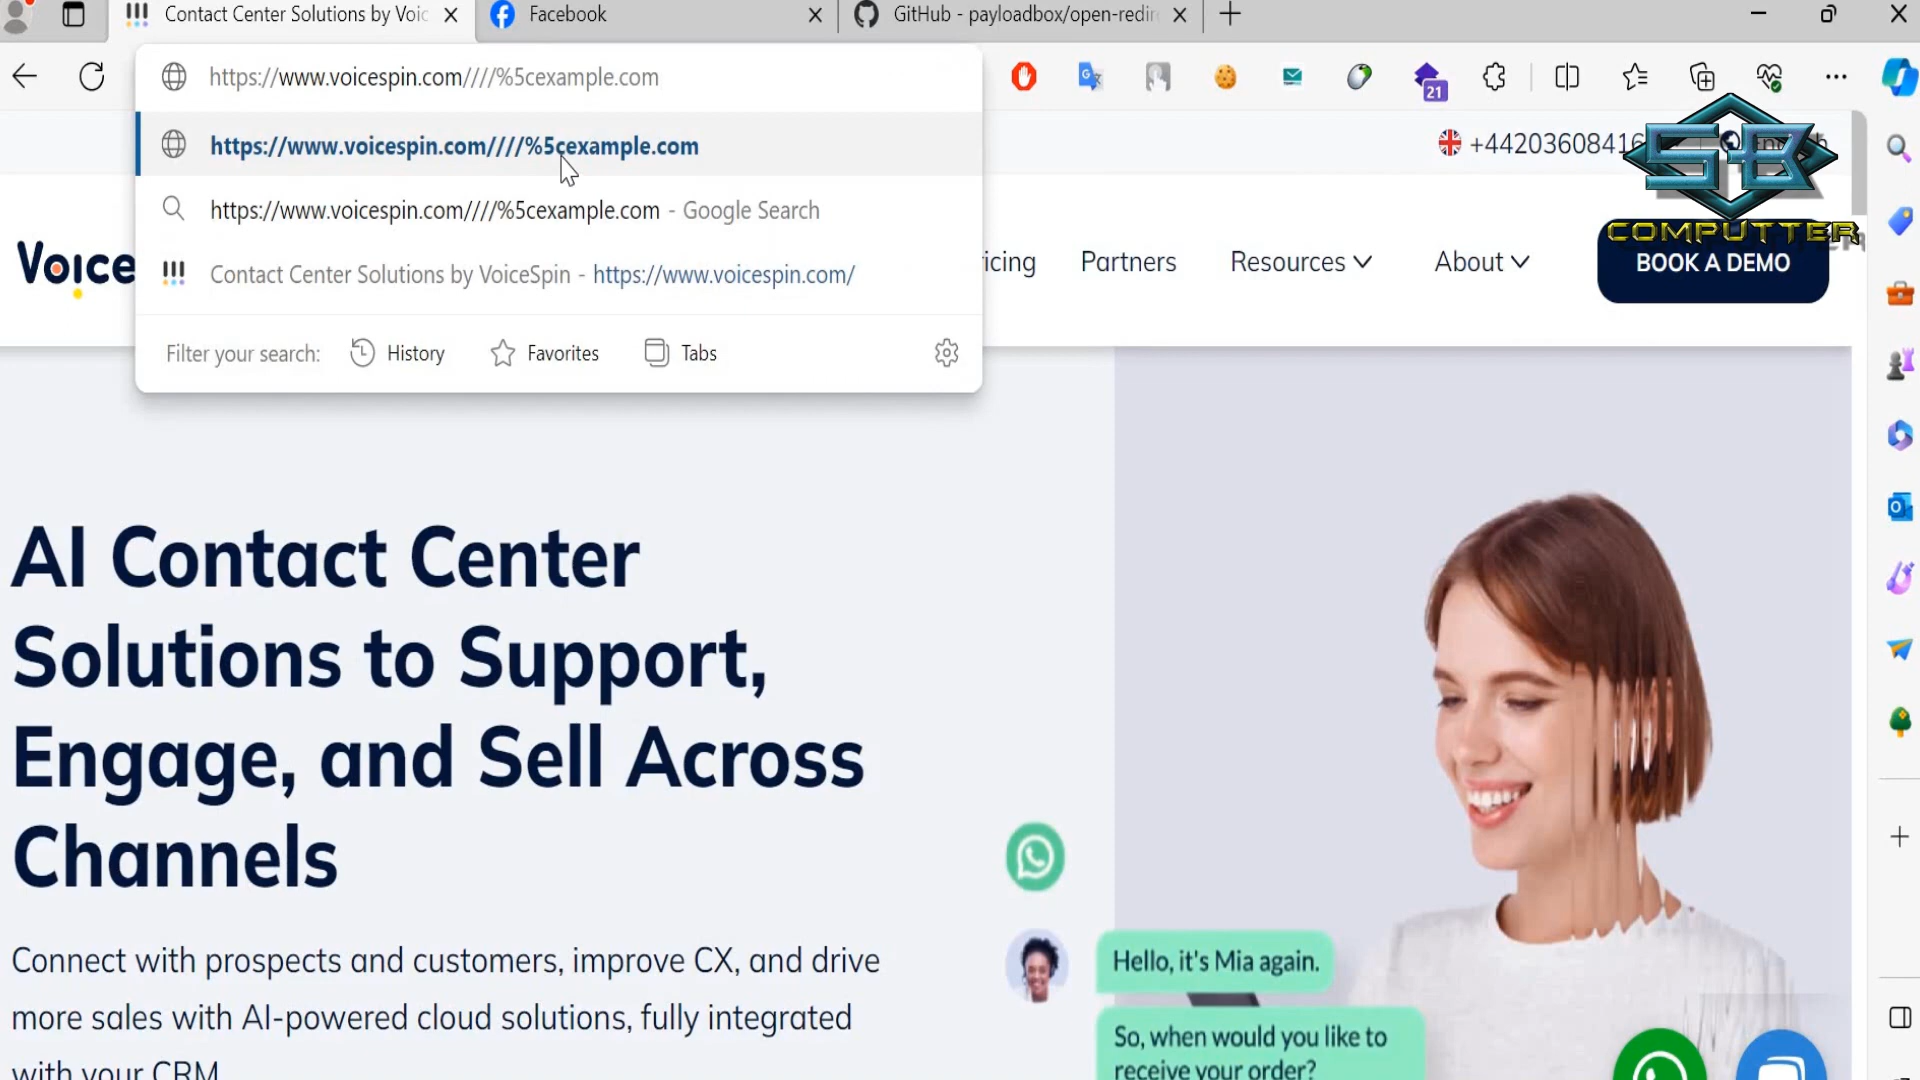 Contact Center Solutions by Voic
Facebook
GitHub - payloadbox/open-redire
https://www.voicespin.com////%5cexample.com
21
https://www.voicespin.com////%5cexample.com
https://www.voicespin.com////%5cexample.com - Google Search
Contact Center Solutions by VoiceSpin - https://www.voicespin.com/
Filter your search: History Favorites Tabs
+44203608416
SB
COMPUTTER
Voice
ricing Partners Resources About BOOK A DEMO
AI Contact Center
Solutions to Support,
Engage, and Sell Across
Channels
Connect with prospects and customers, improve CX, and drive
more sales with AI-powered cloud solutions, fully integrated
with your CRM
Hello, it's Mia again.
So, when would you like to
receive your order?